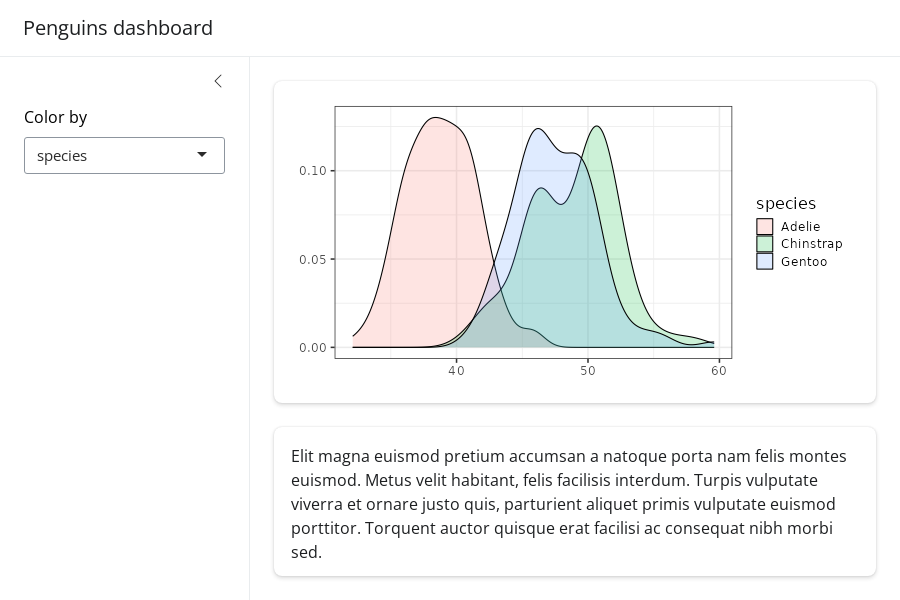 Penguins dashboard
Color by
species
0.10
0.05
0.00
40 50 60
species
Adelie
Chinstrap
Gentoo
Elit magna euismod pretium accumsan a natoque porta nam felis montes
euismod. Metus velit habitant, felis facilisis interdum. Turpis vulputate
viverra et ornare justo quis, parturient aliquet primis vulputate euismod
porttitor. Torquent auctor quisque erat facilisi ac consequat nibh morbi
sed.